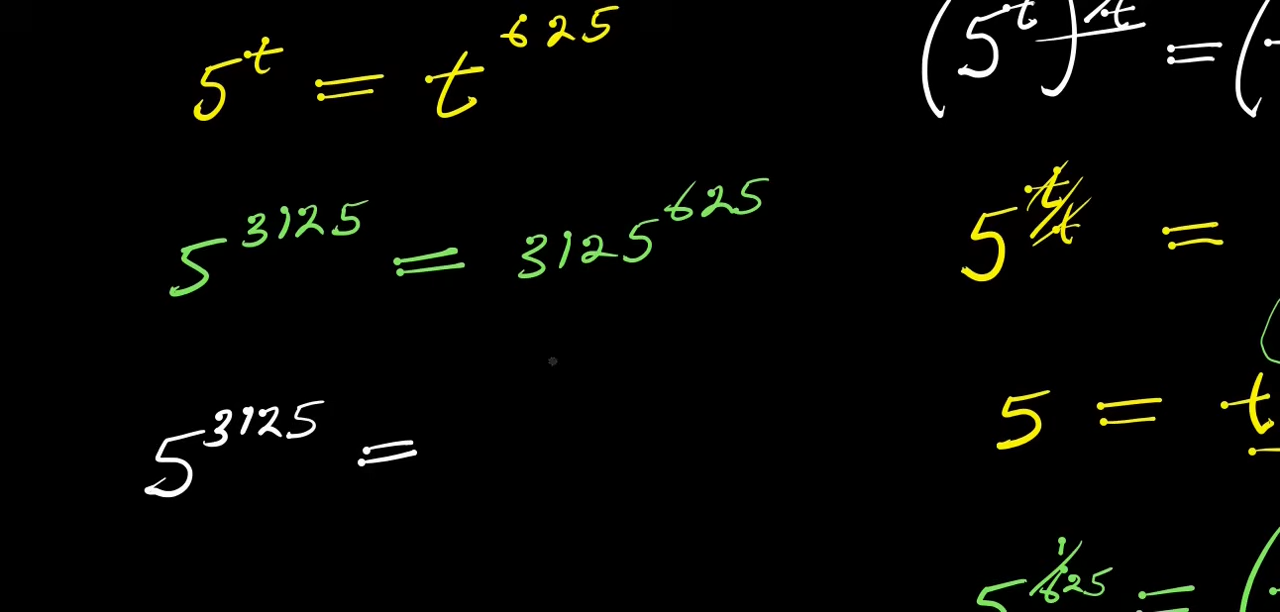 5^t = t^625
5^3125 = 3125^625
5^3125 =
(5^t)^1/t = (
5^t/t =
5 = t
5^1/625 = (